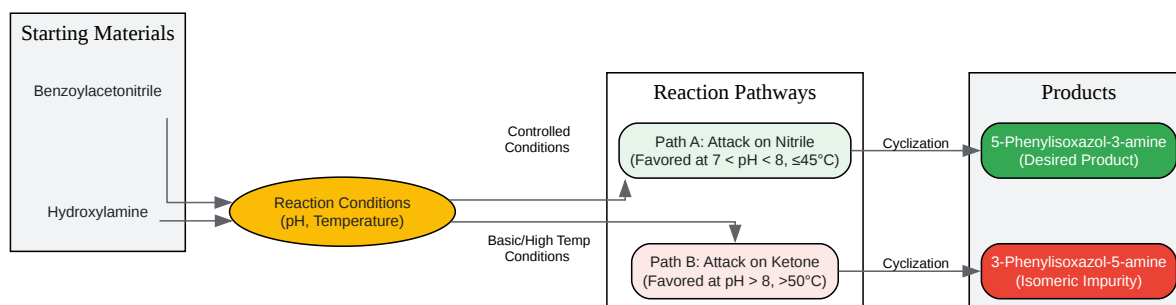 Starting Materials
Benzoylacetonitrile
Hydroxylamine
Reaction Conditions
(pH, Temperature)
Controlled
Conditions
Basic/High Temp
Conditions
Reaction Pathways
Path A: Attack on Nitrile
(Favored at 7 < pH < 8, ≤45°C)
Path B: Attack on Ketone
(Favored at pH > 8, >50°C)
Cyclization
Cyclization
Products
5-Phenylisoxazol-3-amine
(Desired Product)
3-Phenylisoxazol-5-amine
(Isomeric Impurity)